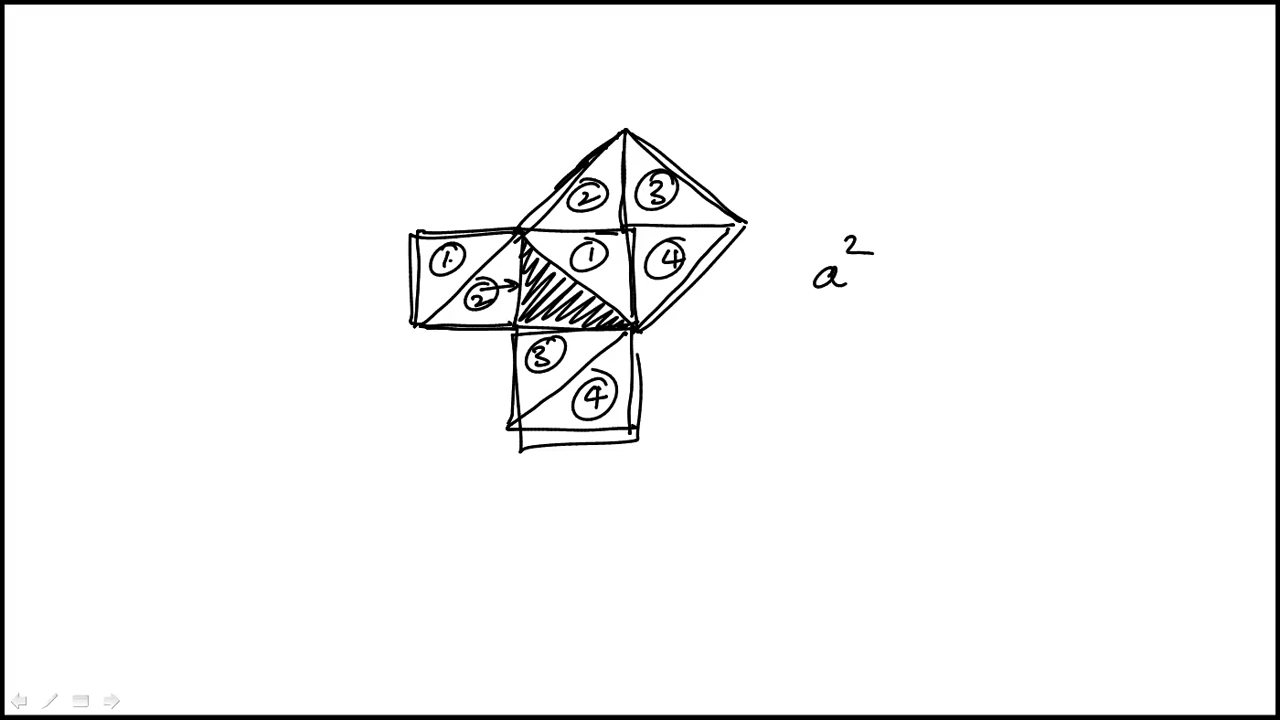 ② ③
① ① ④
②
③
④
a²